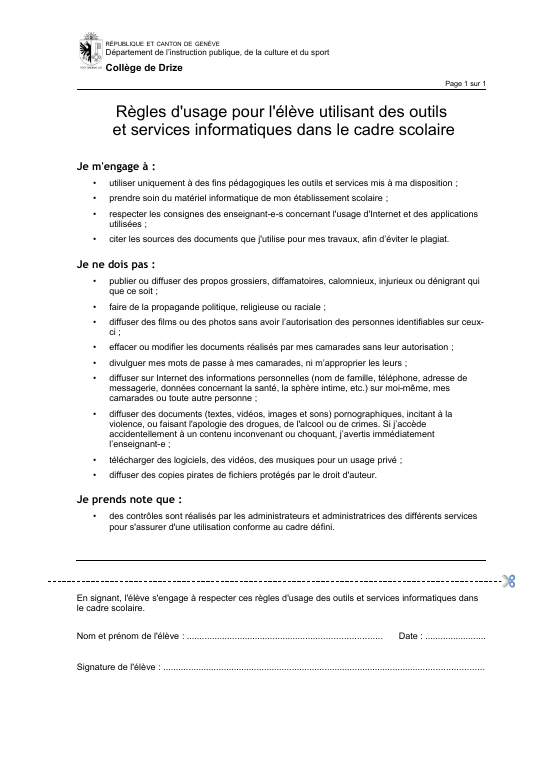 RÉPUBLIQUE ET CANTON DE GENÈVE
Département de l'instruction publique, de la culture et du sport
Collège de Drize
Page 1 sur 1
Règles d'usage pour l'élève utilisant des outils
et services informatiques dans le cadre scolaire
Je m'engage à :
• utiliser uniquement à des fins pédagogiques les outils et services mis à ma disposition ;
• prendre soin du matériel informatique de mon établissement scolaire ;
• respecter les consignes des enseignant-e-s concernant l'usage d'Internet et des applications
utilisées ;
• citer les sources des documents que j'utilise pour mes travaux, afin d'éviter le plagiat.
Je ne dois pas :
• publier ou diffuser des propos grossiers, diffamatoires, calomnieux, injurieux ou dénigrant qui
que ce soit ;
• faire de la propagande politique, religieuse ou raciale ;
• diffuser des films ou des photos sans avoir l'autorisation des personnes identifiables sur ceux-
ci ;
• effacer ou modifier les documents réalisés par mes camarades sans leur autorisation ;
• divulguer mes mots de passe à mes camarades, ni m'approprier les leurs ;
• diffuser sur Internet des informations personnelles (nom de famille, téléphone, adresse de
messagerie, données concernant la santé, la sphère intime, etc.) sur moi-même, mes
camarades ou toute autre personne ;
• diffuser des documents (textes, vidéos, images et sons) pornographiques, incitant à la
violence, ou faisant l'apologie des drogues, de l'alcool ou de crimes. Si j'accède
accidentellement à un contenu inconvenant ou choquant, j'avertis immédiatement
l'enseignant-e ;
• télécharger des logiciels, des vidéos, des musiques pour un usage privé ;
• diffuser des copies pirates de fichiers protégés par le droit d'auteur.
Je prends note que :
• des contrôles sont réalisés par les administrateurs et administratrices des différents services
pour s'assurer d'une utilisation conforme au cadre défini.
En signant, l'élève s'engage à respecter ces règles d'usage des outils et services informatiques dans
le cadre scolaire.
Nom et prénom de l'élève : .............................................................................. Date : ........................
Signature de l'élève : .................................................................................................................................